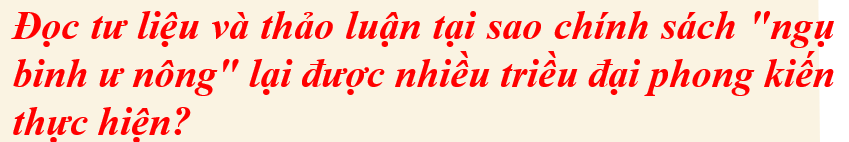 Đọc tư liệu và thảo luận tại sao chính sách "ngụ
binh ư nông" lại được nhiều triều đại phong kiến
thực hiện?